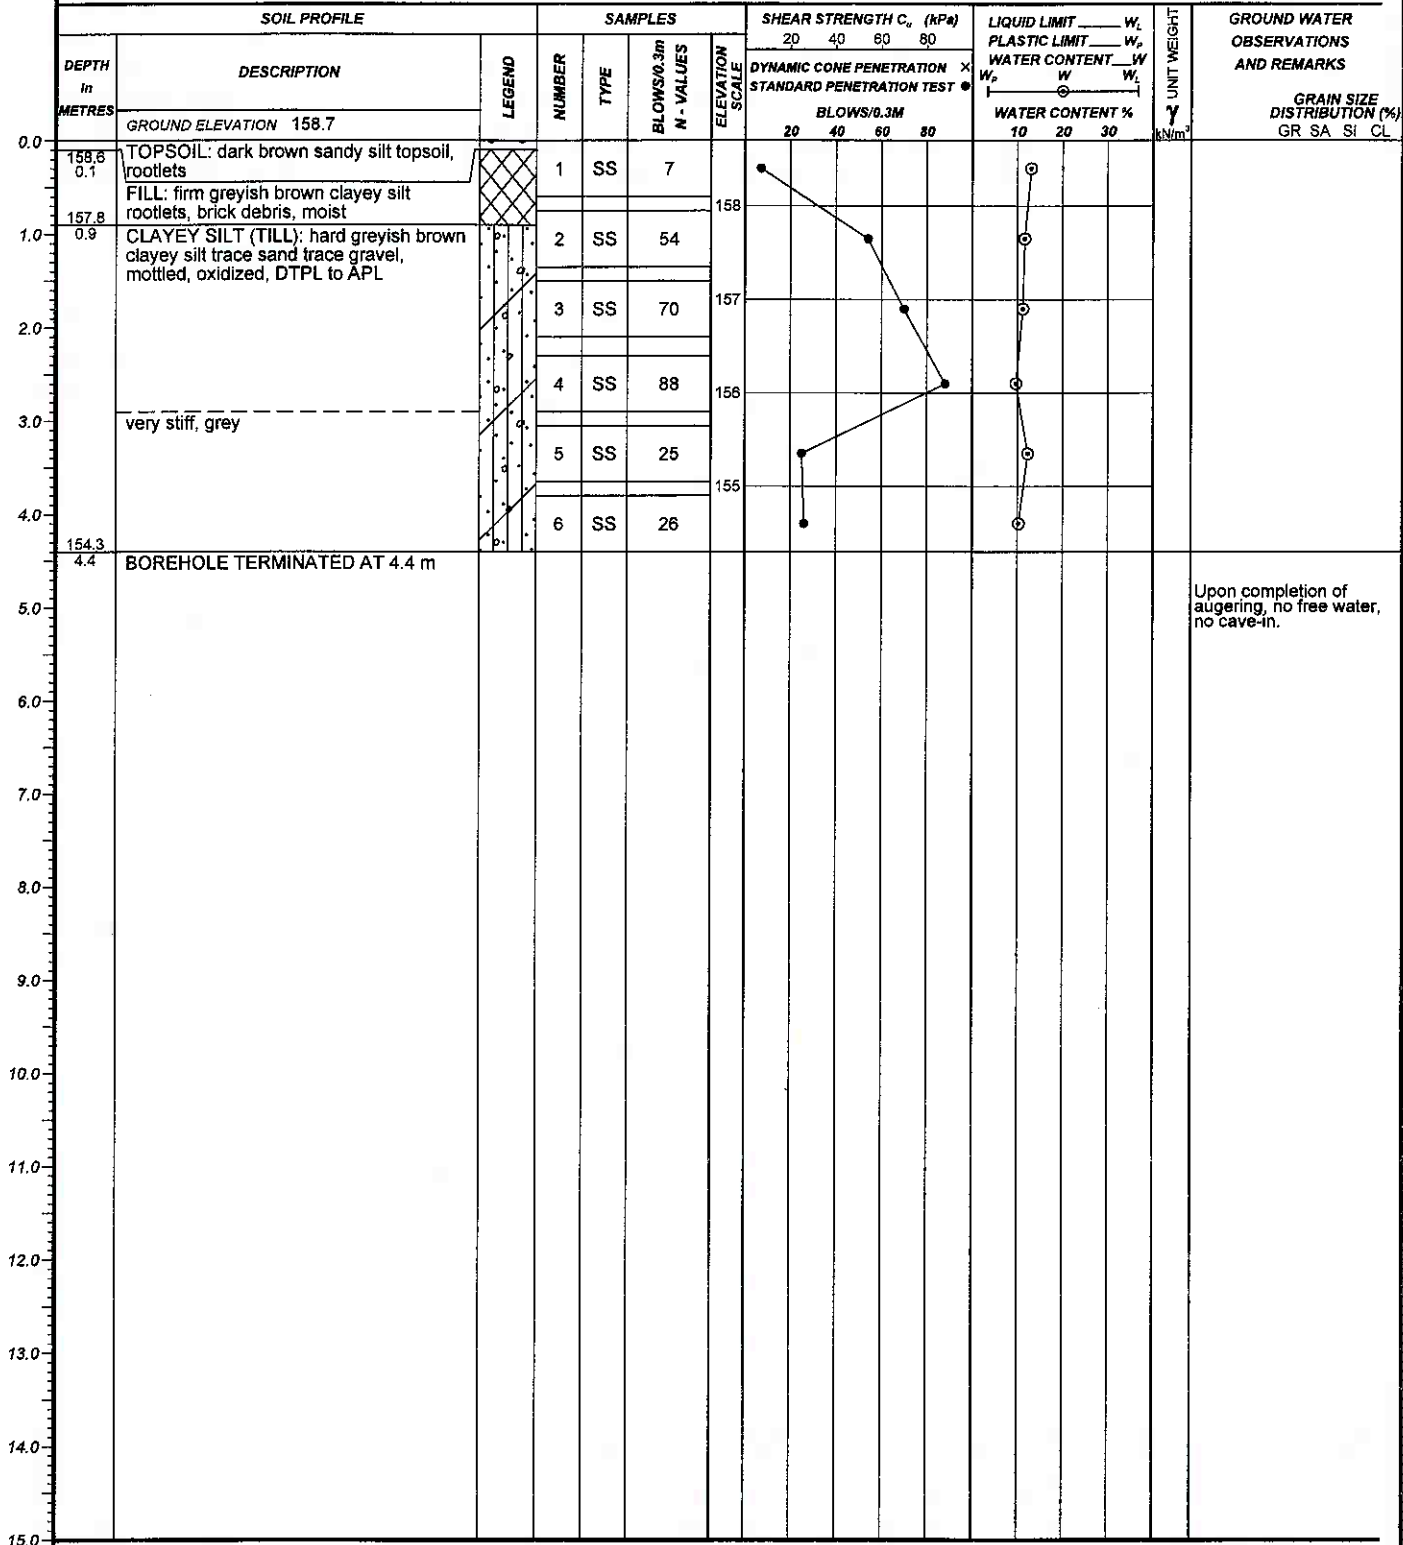 SOIL PROFILE
SAMPLES
SHEAR STRENGTH Cu (kPa)
20 40 60 80
DYNAMIC CONE PENETRATION ×
STANDARD PENETRATION TEST ●
BLOWS/0.3M
20 40 60 80
LIQUID LIMIT ______ WL
PLASTIC LIMIT ____ WP
WATER CONTENT __ W
WP W WL
WATER CONTENT %
10 20 30
UNIT WEIGHT
γ
kN/m³
GROUND WATER
OBSERVATIONS
AND REMARKS
GRAIN SIZE
DISTRIBUTION (%)
GR SA SI CL
DEPTH
in
METRES
DESCRIPTION
GROUND ELEVATION 158.7
LEGEND
NUMBER
TYPE
BLOWS/0.3m
N - VALUES
ELEVATION
SCALE
0.0
158.6
0.1
TOPSOIL: dark brown sandy silt topsoil,
rootlets
1 SS 7
FILL: firm greyish brown clayey silt
rootlets, brick debris, moist
158
157.8
1.0
0.9
CLAYEY SILT (TILL): hard greyish brown
clayey silt trace sand trace gravel,
mottled, oxidized, DTPL to APL
2 SS 54
157
3 SS 70
2.0
4 SS 88
156
3.0
very stiff, grey
5 SS 25
155
4.0
6 SS 26
154.3
4.4
BOREHOLE TERMINATED AT 4.4 m
Upon completion of
augering, no free water,
no cave-in.
5.0
6.0
7.0
8.0
9.0
10.0
11.0
12.0
13.0
14.0
15.0